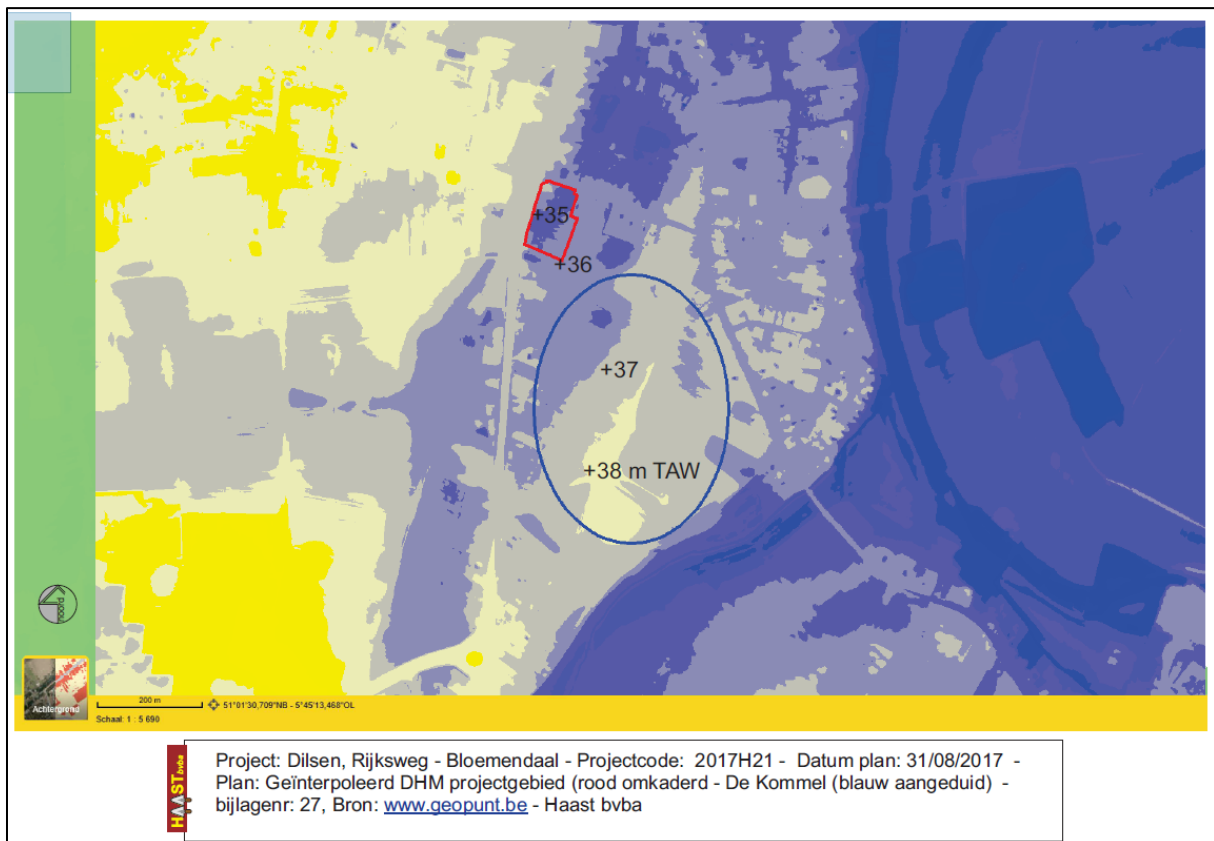 +35
+36
+37
+38 m TAW
noord
Achtergrond
200 m
51°01'30,709"NB - 5°45'13,468"OL
Schaal: 1 : 5 690
HAAST bvba
Project: Dilsen, Rijksweg - Bloemendaal - Projectcode: 2017H21 - Datum plan: 31/08/2017 -
Plan: Geïnterpoleerd DHM projectgebied (rood omkaderd - De Kommel (blauw aangeduid) -
bijlagenr: 27, Bron: www.geopunt.be - Haast bvba